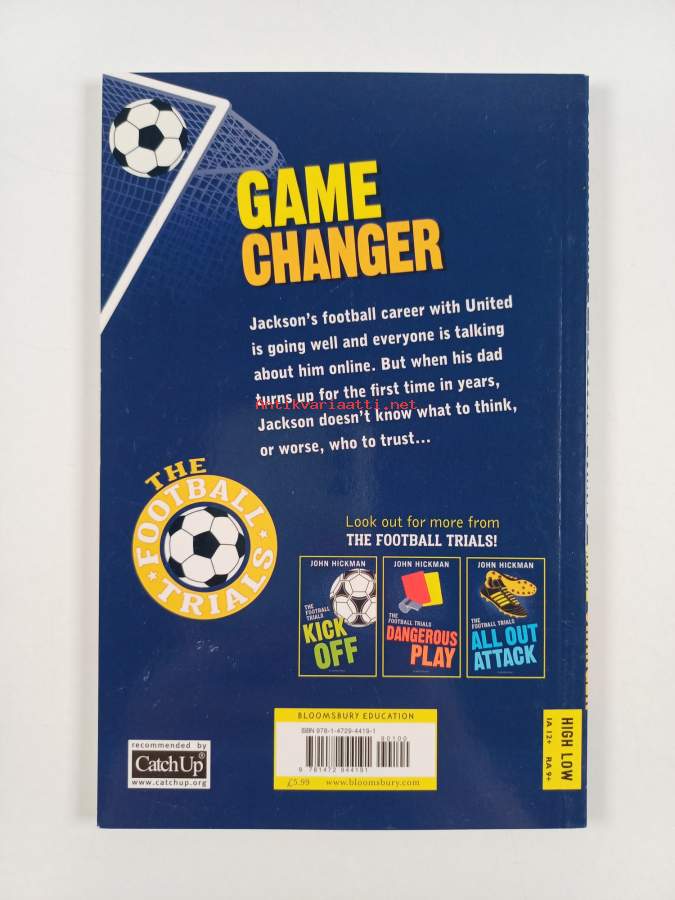 GAME
CHANGER
Jackson's football career with United
is going well and everyone is talking
about him online. But when his dad
turns up for the first time in years,
Antikvariaatti.net
Jackson doesn't know what to think,
or worse, who to trust...
THE
FOOTBALL
TRIALS
Look out for more from
THE FOOTBALL TRIALS!
JOHN HICKMAN
THE
FOOTBALL
TRIALS
KICK
OFF
JOHN HICKMAN
THE
FOOTBALL TRIALS
DANGEROUS
PLAY
JOHN HICKMAN
THE
FOOTBALL TRIALS
ALL OUT
ATTACK
BLOOMSBURY EDUCATION
ISBN 978-1-4729-4419-1
90100
9 781472 944191
£5.99
www.bloomsbury.com
recommended by
CatchUp®
www.catchup.org
HIGH LOW
IA 12+ RA 9+